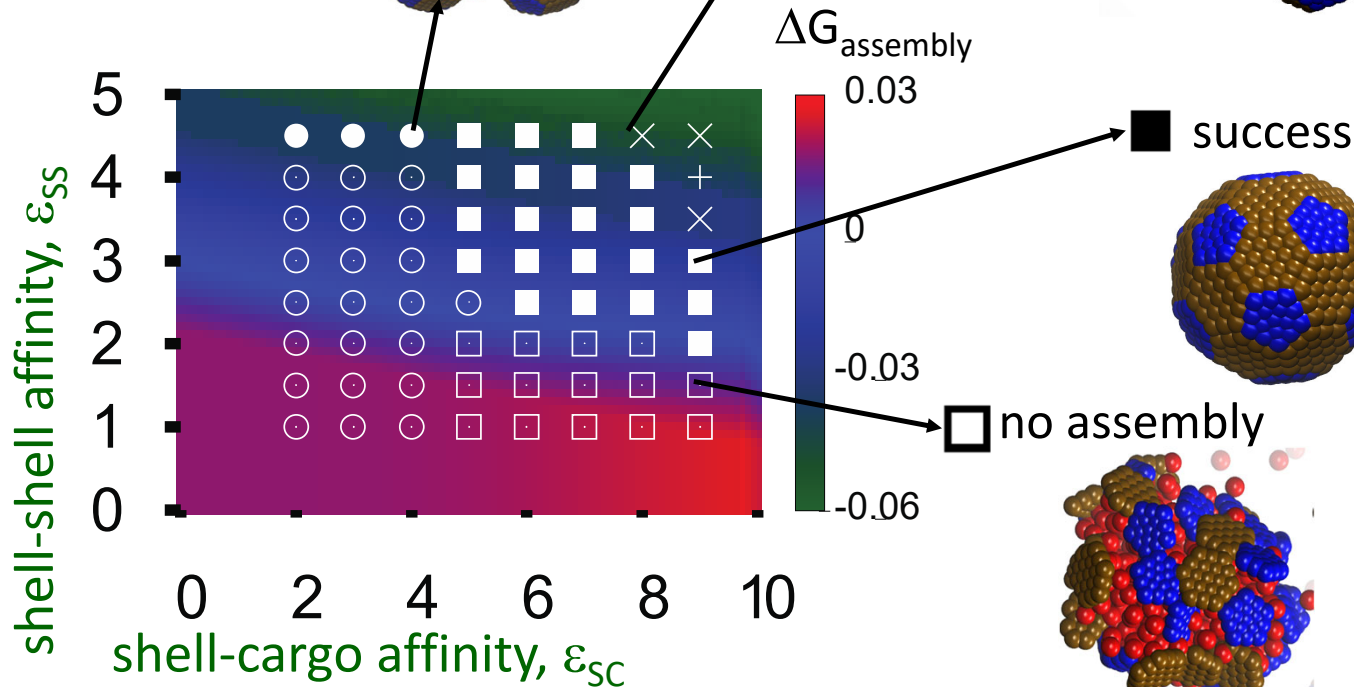 ΔGassembly
5
4
3
2
1
0
shell-shell affinity, εSS
0 2 4 6 8 10
shell-cargo affinity, εSC
0.03
0
-0.03
-0.06
success
no assembly